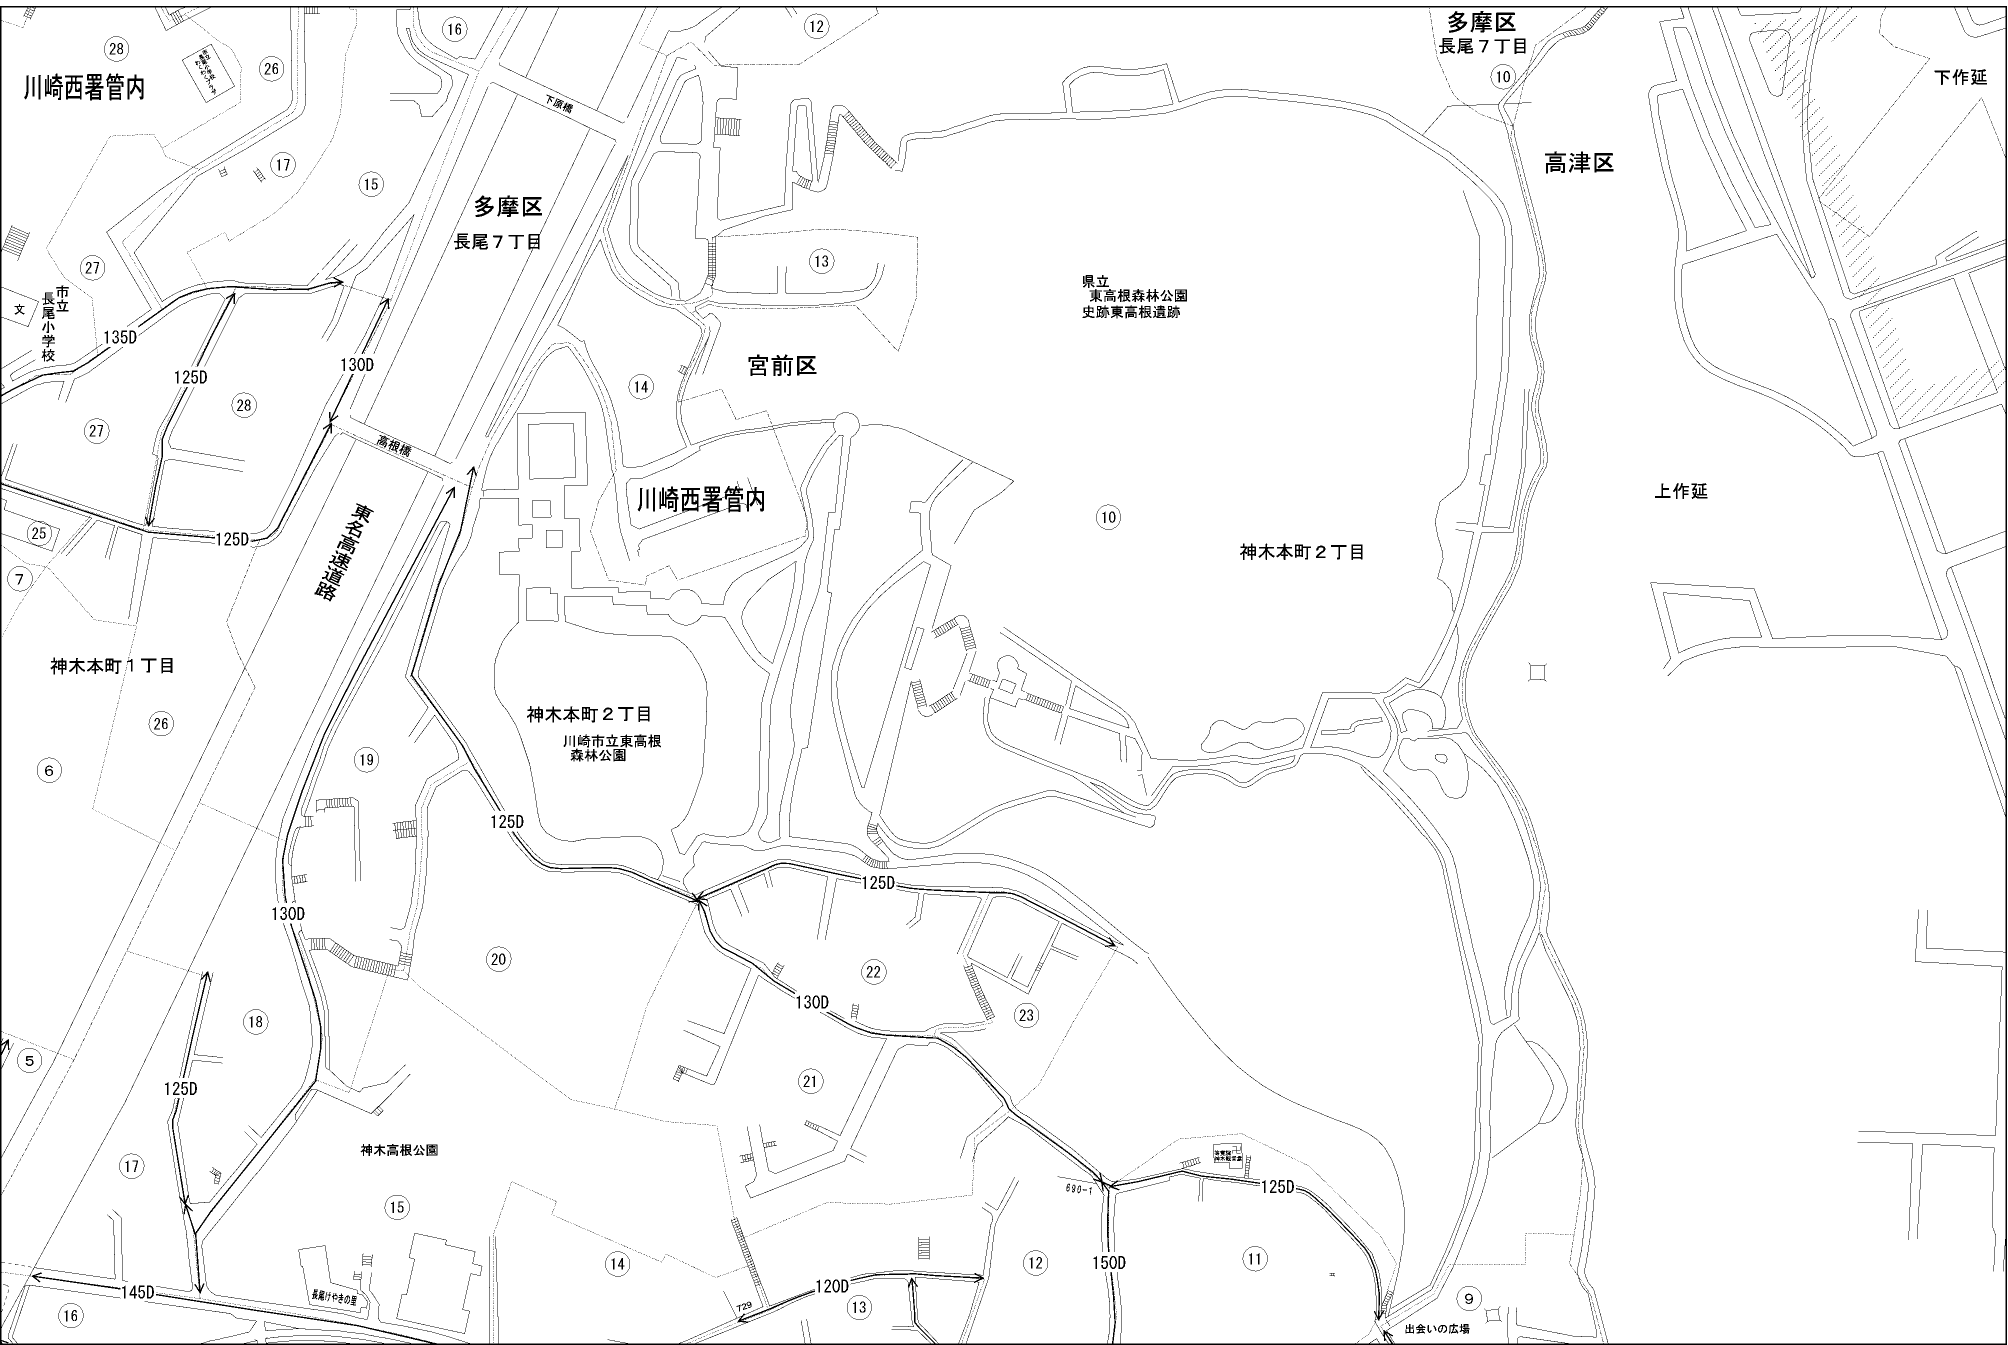 16
12
多摩区
長尾７丁目
10
28
川崎西署管内
26
下原橋
下作延
17
15
高津区
多摩区
長尾７丁目
27
13
県立
東高根森林公園
史跡東高根遺跡
文
市立
長尾小学校
135D
125D
130D
宮前区
14
28
27
高根橋
川崎西署管内
上作延
10
東名高速道路
神木本町２丁目
25
125D
7
神木本町１丁目
26
神木本町２丁目
川崎市立東高根
森林公園
19
6
125D
125D
130D
20
22
130D
23
18
5
21
125D
神木高根公園
17
690-1
125D
15
14
12
150D
11
145D
長尾けやきの里
120D
16
729
13
9
出会いの広場